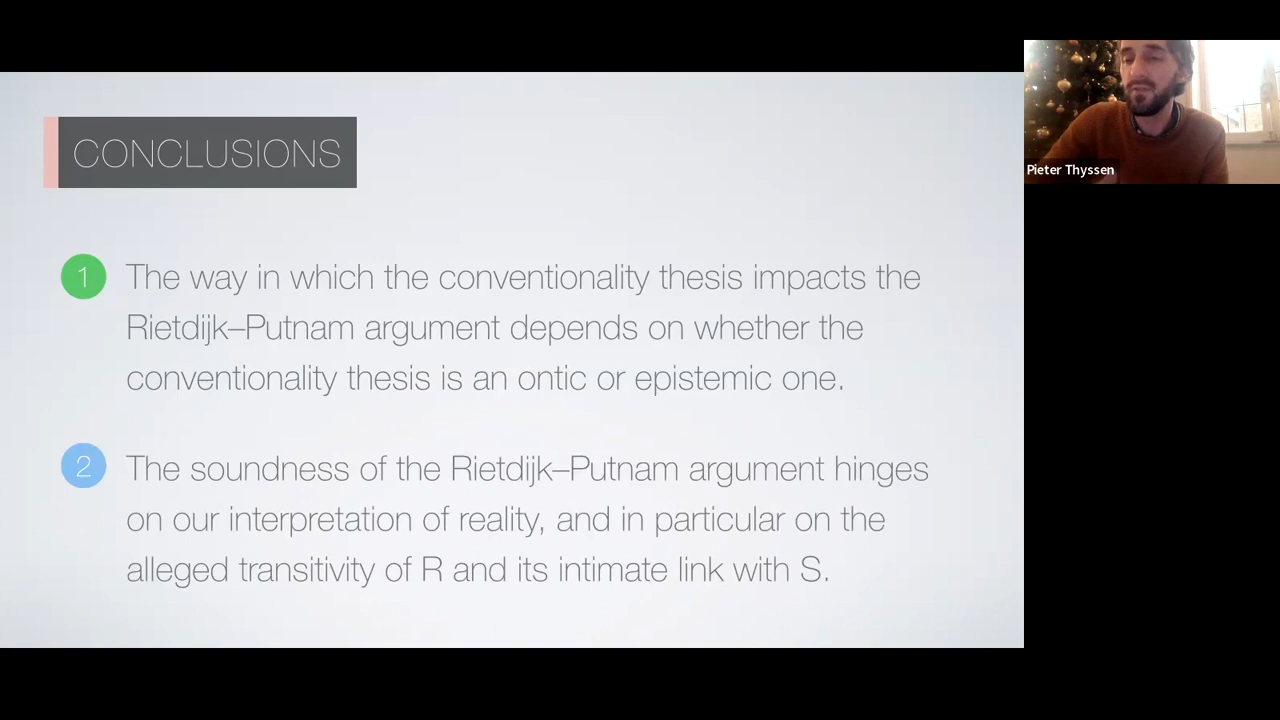 CONCLUSIONS
1
The way in which the conventionality thesis impacts the
Rietdijk–Putnam argument depends on whether the
conventionality thesis is an ontic or epistemic one.
2
The soundness of the Rietdijk–Putnam argument hinges
on our interpretation of reality, and in particular on the
alleged transitivity of R and its intimate link with S.
Pieter Thyssen